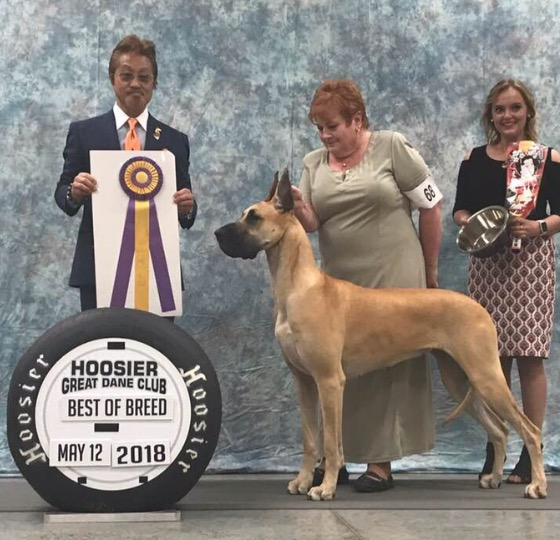 68
HOOSIER
GREAT DANE CLUB
BEST OF BREED
MAY 12 2018
Hoosier
Hoosier